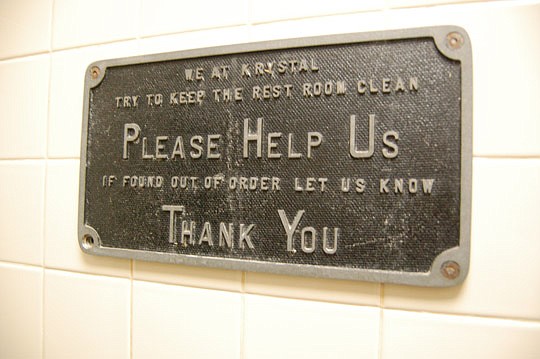 WE AT KRYSTAL
TRY TO KEEP THE REST ROOM CLEAN
PLEASE HELP US
IF FOUND OUT OF ORDER LET US KNOW
THANK YOU